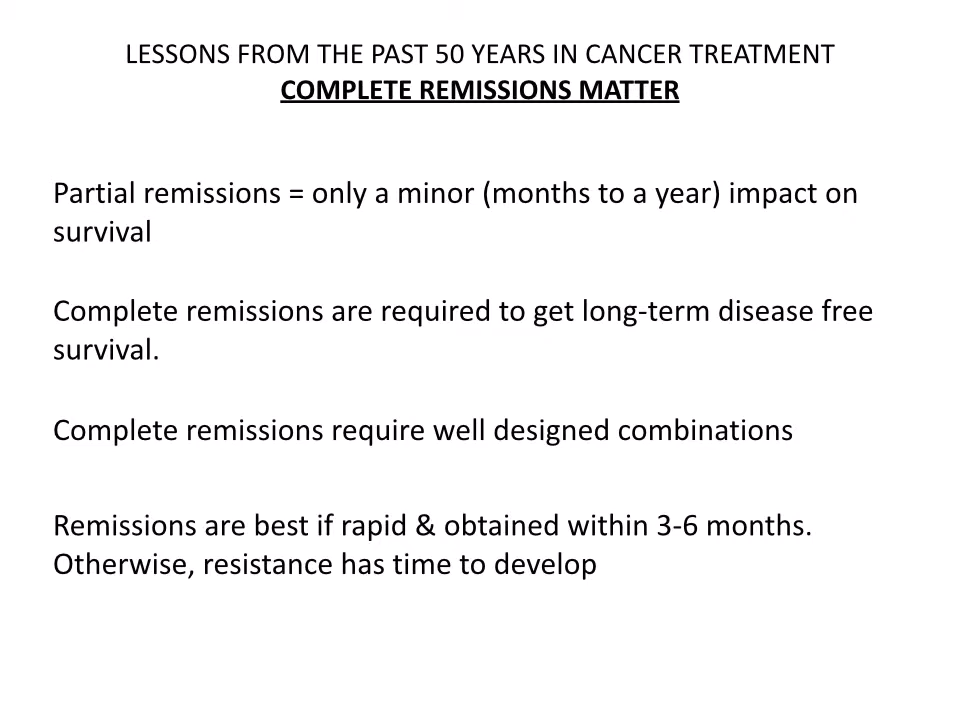 LESSONS FROM THE PAST 50 YEARS IN CANCER TREATMENT
COMPLETE REMISSIONS MATTER
Partial remissions = only a minor (months to a year) impact on
survival
Complete remissions are required to get long-term disease free
survival.
Complete remissions require well designed combinations
Remissions are best if rapid & obtained within 3-6 months.
Otherwise, resistance has time to develop